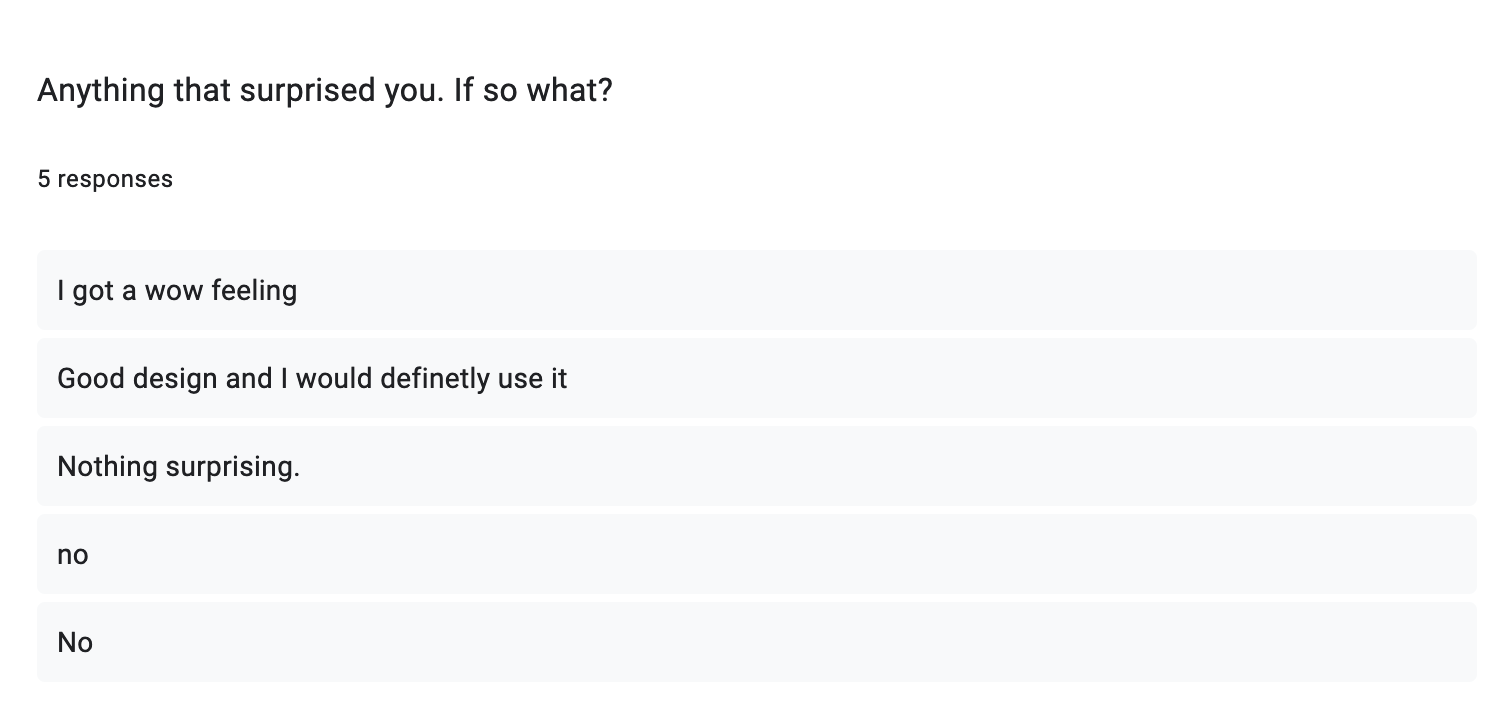 Anything that surprised you. If so what?
5 responses
I got a wow feeling
Good design and I would definetly use it
Nothing surprising.
no
No